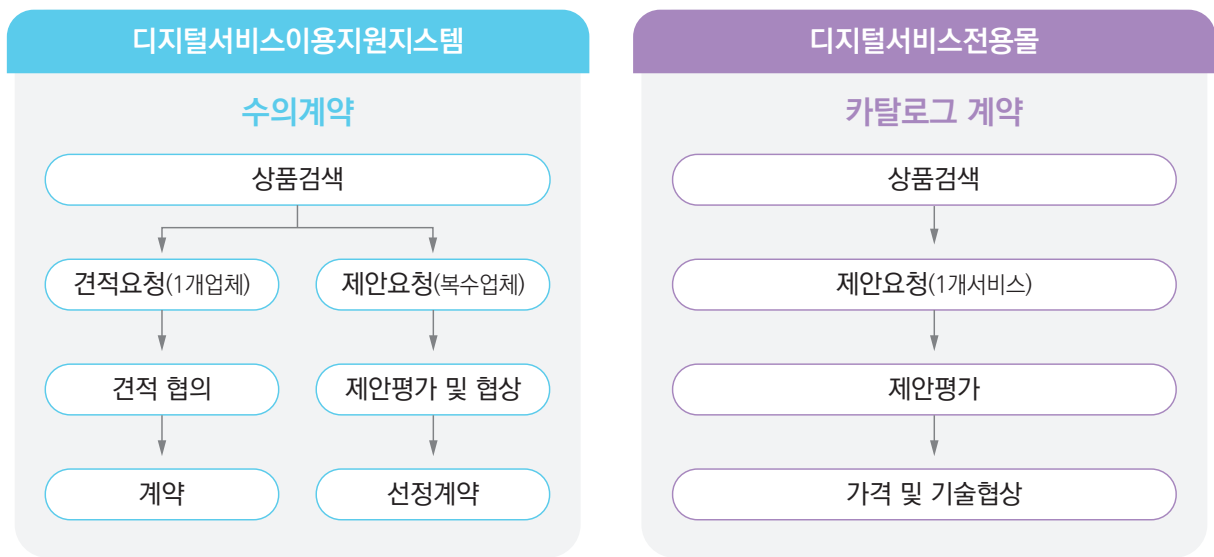 디지털서비스이용지원지스템
수의계약
상품검색
견적요청(1개업체)
제안요청(복수업체)
견적 협의
제안평가 및 협상
계약
선정계약
디지털서비스전용몰
카탈로그 계약
상품검색
제안요청(1개서비스)
제안평가
가격 및 기술협상